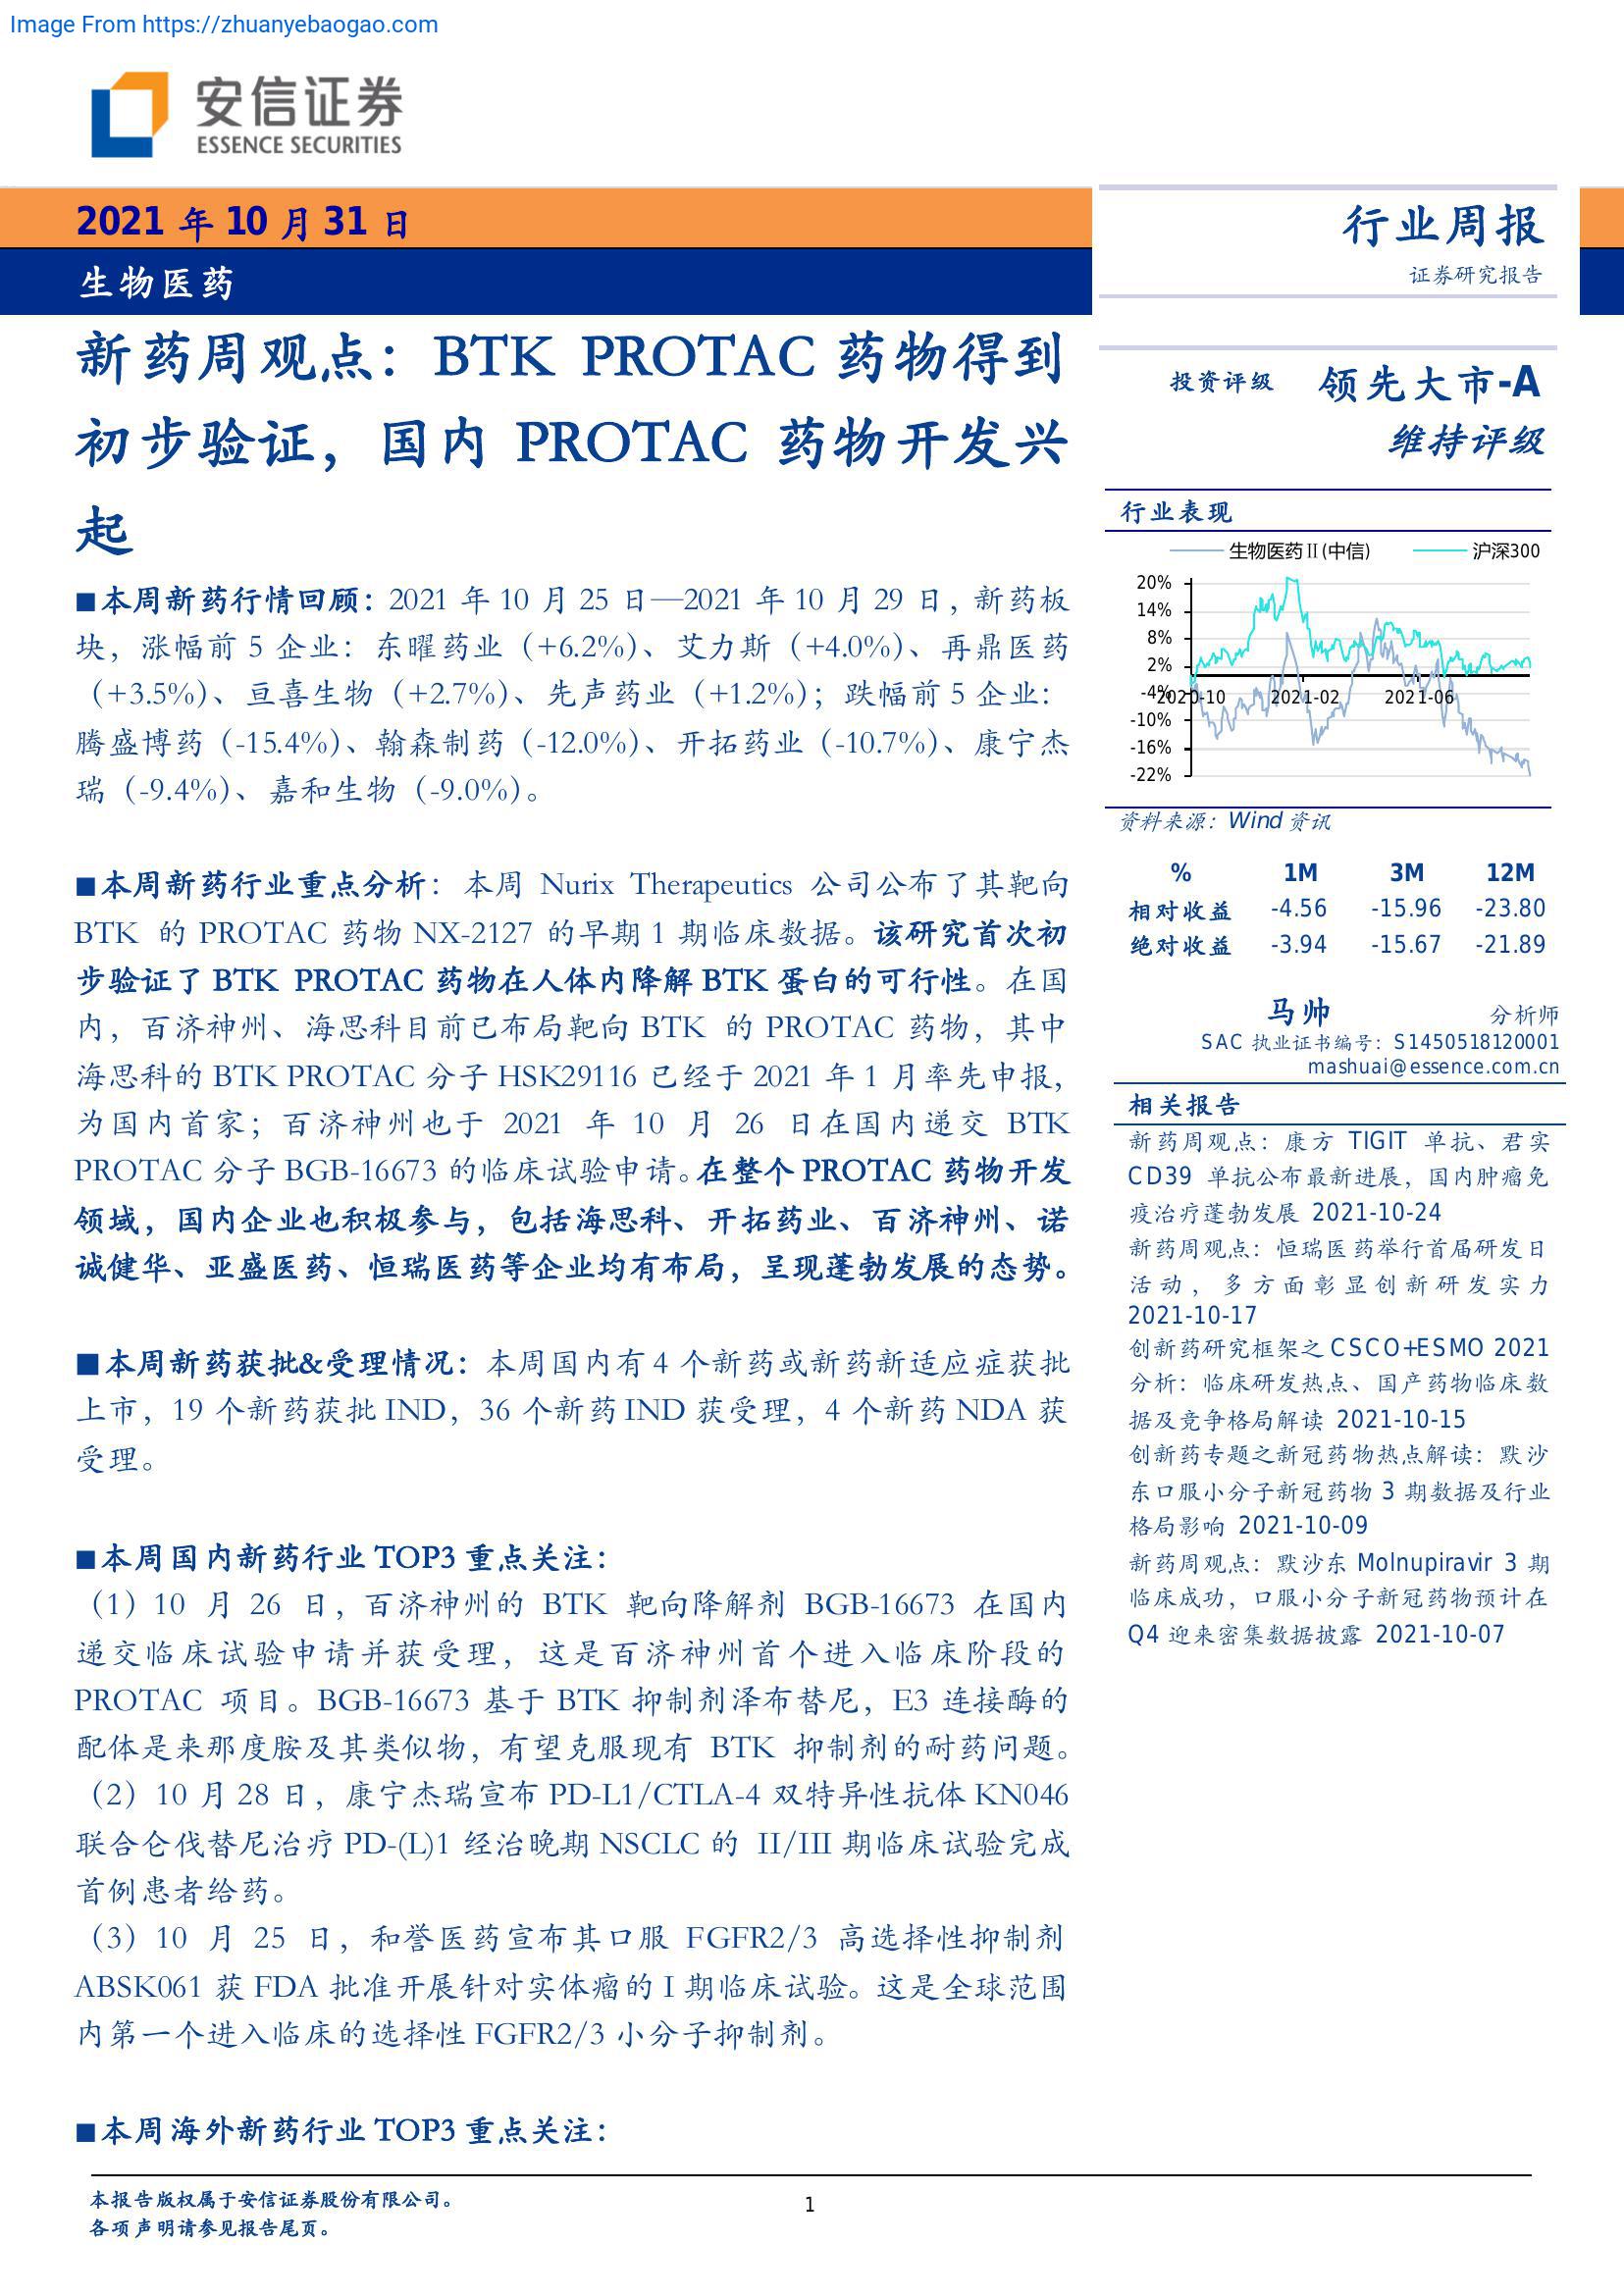 Image From https://zhuanyebaogao.com
安信证券
ESSENCE SECURITIES
2021 年 10 月 31 日
生物医药
行业周报
证券研究报告
新药周观点：BTK PROTAC 药物得到
初步验证，国内 PROTAC 药物开发兴
起
■本周新药行情回顾：2021 年 10 月 25 日—2021 年 10 月 29 日，新药板
块，涨幅前 5 企业：东曜药业（+6.2%）、艾力斯（+4.0%）、再鼎医药
（+3.5%）、亘喜生物（+2.7%）、先声药业（+1.2%）；跌幅前 5 企业：
腾盛博药（-15.4%）、翰森制药（-12.0%）、开拓药业（-10.7%）、康宁杰
瑞（-9.4%）、嘉和生物（-9.0%）。
■本周新药行业重点分析：本周 Nurix Therapeutics 公司公布了其靶向
BTK 的 PROTAC 药物 NX-2127 的早期 1 期临床数据。该研究首次初
步验证了 BTK PROTAC 药物在人体内降解 BTK 蛋白的可行性。在国
内，百济神州、海思科目前已布局靶向 BTK 的 PROTAC 药物，其中
海思科的 BTK PROTAC 分子 HSK29116 已经于 2021 年 1 月率先申报，
为国内首家；百济神州也于 2021 年 10 月 26 日在国内递交 BTK
PROTAC 分子 BGB-16673 的临床试验申请。在整个 PROTAC 药物开发
领域，国内企业也积极参与，包括海思科、开拓药业、百济神州、诺
诚健华、亚盛医药、恒瑞医药等企业均有布局，呈现蓬勃发展的态势。
■本周新药获批&受理情况：本周国内有 4 个新药或新药新适应症获批
上市，19 个新药获批 IND，36 个新药 IND 获受理，4 个新药 NDA 获
受理。
■本周国内新药行业 TOP3 重点关注：
（1）10 月 26 日，百济神州的 BTK 靶向降解剂 BGB-16673 在国内
递交临床试验申请并获受理，这是百济神州首个进入临床阶段的
PROTAC 项目。BGB-16673 基于 BTK 抑制剂泽布替尼，E3 连接酶的
配体是来那度胺及其类似物，有望克服现有 BTK 抑制剂的耐药问题。
（2）10 月 28 日，康宁杰瑞宣布 PD-L1/CTLA-4 双特异性抗体 KN046
联合仑伐替尼治疗 PD-(L)1 经治晚期 NSCLC 的 II/III 期临床试验完成
首例患者给药。
（3）10 月 25 日，和誉医药宣布其口服 FGFR2/3 高选择性抑制剂
ABSK061 获 FDA 批准开展针对实体瘤的 I 期临床试验。这是全球范围
内第一个进入临床的选择性 FGFR2/3 小分子抑制剂。
■本周海外新药行业 TOP3 重点关注：
投资评级 领先大市-A
维持评级
行业表现
生物医药Ⅱ(中信) 沪深300
20%
14%
8%
2%
-4%
2020-10 2021-02 2021-06
-10%
-16%
-22%
资料来源：Wind 资讯
% 1M 3M 12M
相对收益 -4.56 -15.96 -23.80
绝对收益 -3.94 -15.67 -21.89
马帅 分析师
SAC 执业证书编号：S1450518120001
mashuai@essence.com.cn
相关报告
新药周观点：康方 TIGIT 单抗、君实
CD39 单抗公布最新进展，国内肿瘤免
疫治疗蓬勃发展 2021-10-24
新药周观点：恒瑞医药举行首届研发日
活动，多方面彰显创新研发实力
2021-10-17
创新药研究框架之 CSCO+ESMO 2021
分析：临床研发热点、国产药物临床数
据及竞争格局解读 2021-10-15
创新药专题之新冠药物热点解读：默沙
东口服小分子新冠药物 3 期数据及行业
格局影响 2021-10-09
新药周观点：默沙东 Molnupiravir 3 期
临床成功，口服小分子新冠药物预计在
Q4 迎来密集数据披露 2021-10-07
本报告版权属于安信证券股份有限公司。
各项声明请参见报告尾页。
1